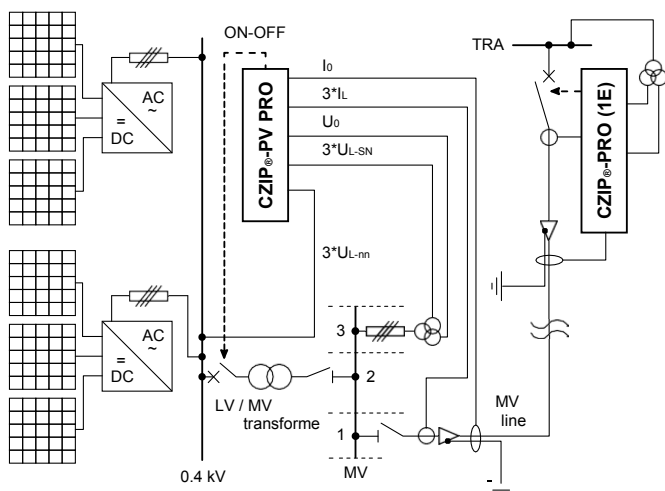 ON-OFF
TRA
I0
3*IL
U0
3*UL-SN
3*UL-nn
CZIP®-PV PRO
CZIP®-PRO (1E)
AC
~
=
DC
AC
~
=
DC
3
2
1
LV / MV
transforme
MV
line
0.4 kV
MV